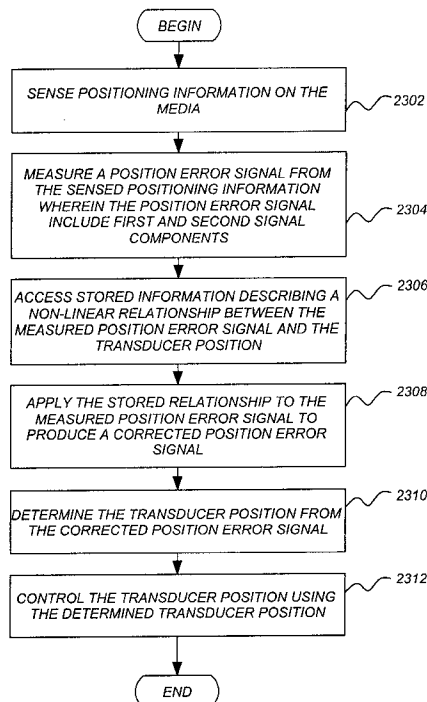 BEGIN
SENSE POSITIONING INFORMATION ON THE
MEDIA
2302
MEASURE A POSITION ERROR SIGNAL FROM
THE SENSED POSITIONING INFORMATION
WHEREIN THE POSITION ERROR SIGNAL
INCLUDE FIRST AND SECOND SIGNAL
COMPONENTS
2304
ACCESS STORED INFORMATION DESCRIBING A
NON-LINEAR RELATIONSHIP BETWEEN THE
MEASURED POSITION ERROR SIGNAL AND THE
TRANSDUCER POSITION
2306
APPLY THE STORED RELATIONSHIP TO THE
MEASURED POSITION ERROR SIGNAL TO
PRODUCE A CORRECTED POSITION ERROR
SIGNAL
2308
DETERMINE THE TRANSDUCER POSITION FROM
THE CORRECTED POSITION ERROR SIGNAL
2310
CONTROL THE TRANSDUCER POSITION USING
THE DETERMINED TRANSDUCER POSITION
2312
END